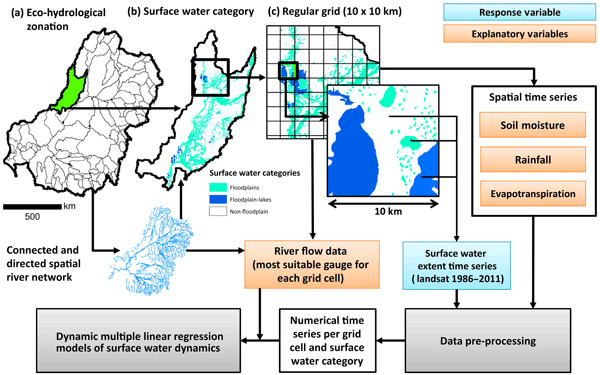 (a) Eco-hydrological
zonation
(b) Surface water category
(c) Regular grid (10 x 10 km)
Response variable
Explanatory variables
Spatial time series
Soil moisture
Rainfall
Evapotranspiration
Surface water categories
Floodplains
Floodplain-lakes
Non-floodplain
km
500
10 km
Connected and
directed spatial
river network
River flow data
(most suitable gauge for
each grid cell)
Surface water
extent time series
(landsat 1986–2011)
Dynamic multiple linear regression
models of surface water dynamics
Numerical time
series per grid
cell and surface
water category
Data pre-processing